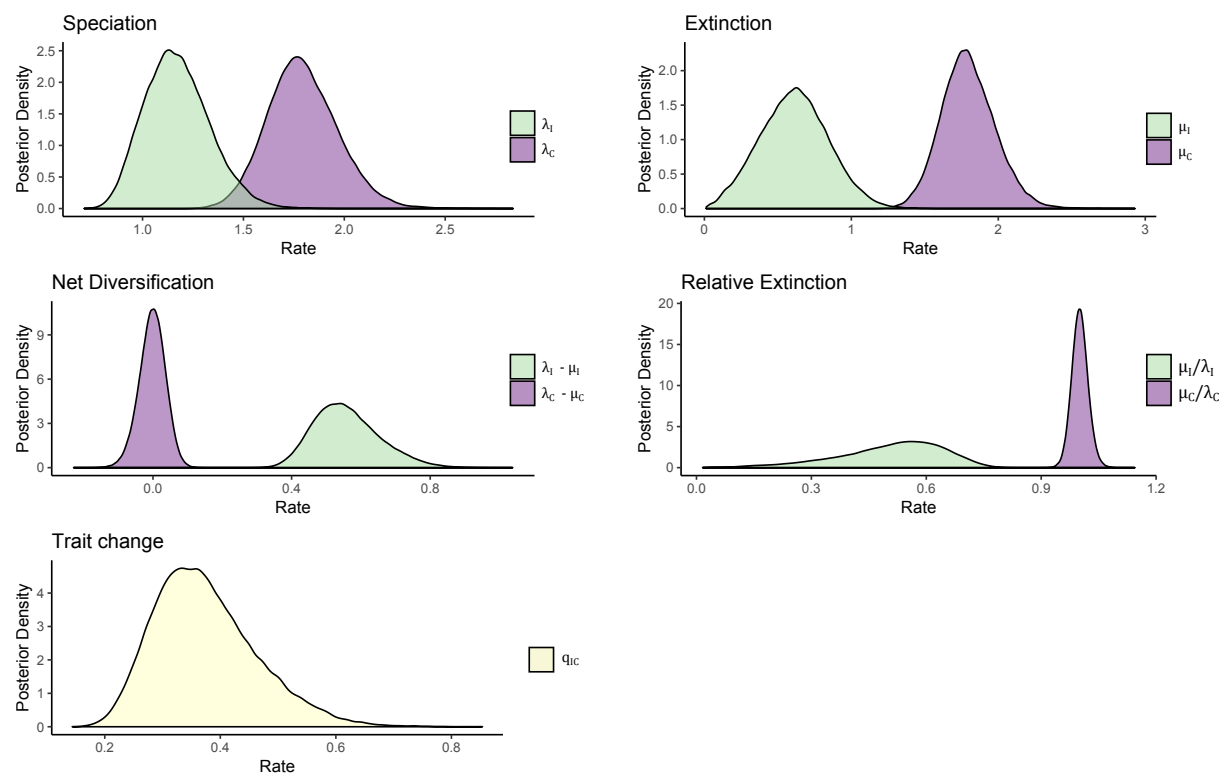 Speciation
Posterior Density
2.5
2.0
1.5
1.0
0.5
0.0
1.0 1.5 2.0 2.5
Rate
λI
λC
Extinction
Posterior Density
2.0
1.5
1.0
0.5
0.0
0 1 2 3
Rate
μI
μC
Net Diversification
Posterior Density
9
6
3
0
0.0 0.4 0.8
Rate
λI - μI
λC - μC
Relative Extinction
Posterior Density
20
15
10
5
0
0.0 0.3 0.6 0.9 1.2
Rate
μI/λI
μC/λC
Trait change
Posterior Density
4
3
2
1
0
0.2 0.4 0.6 0.8
Rate
qIC